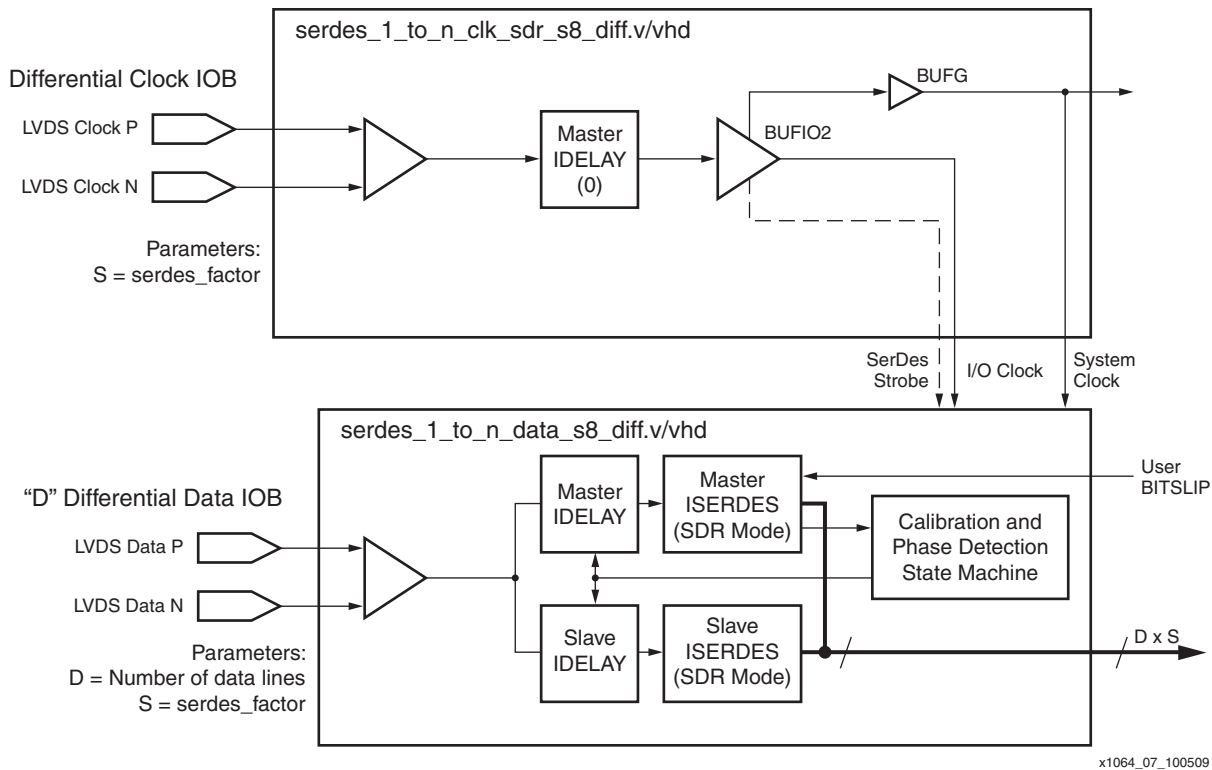 serdes_1_to_n_clk_sdr_s8_diff.v/vhd
Differential Clock IOB
LVDS Clock P
LVDS Clock N
Parameters:
S = serdes_factor
Master
IDELAY
(0)
BUFIO2
BUFG
SerDes
Strobe
I/O Clock
System
Clock
serdes_1_to_n_data_s8_diff.v/vhd
“D” Differential Data IOB
LVDS Data P
LVDS Data N
Parameters:
D = Number of data lines
S = serdes_factor
Master
IDELAY
Master
ISERDES
(SDR Mode)
User
BITSLIP
Calibration and
Phase Detection
State Machine
Slave
IDELAY
Slave
ISERDES
(SDR Mode)
D x S
x1064_07_100509